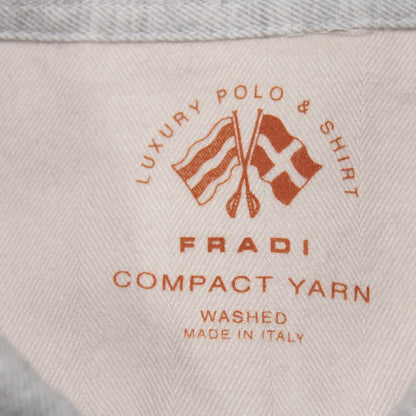 LUXURY POLO & SHIRT
FRADI
COMPACT YARN
WASHED
MADE IN ITALY